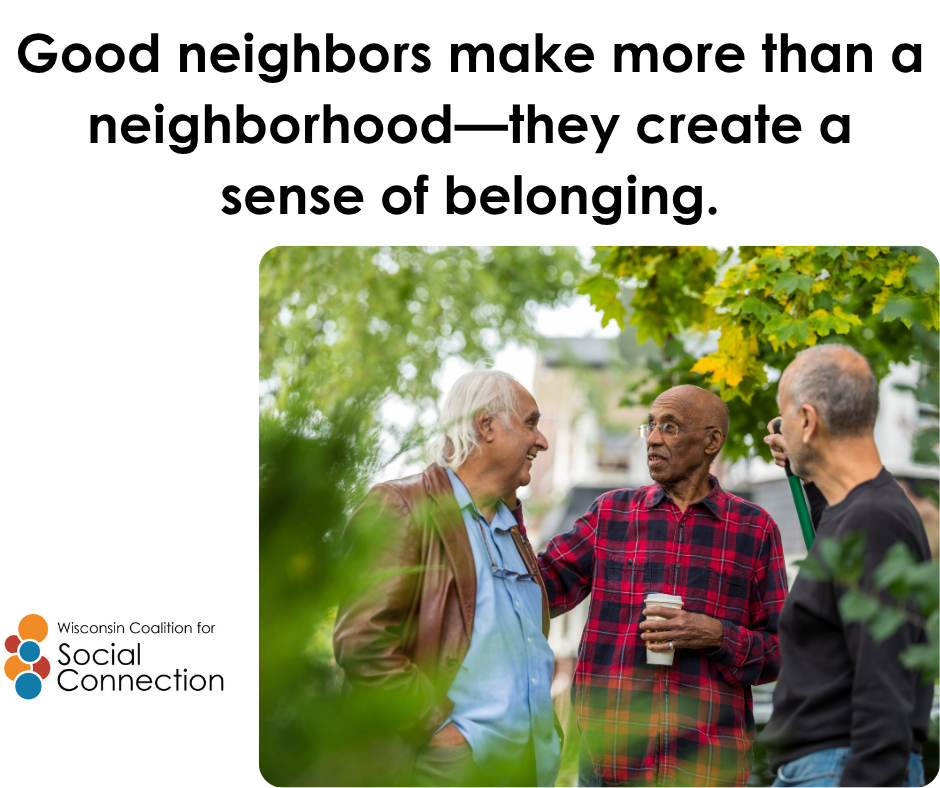 Good neighbors make more than a
neighborhood—they create a
sense of belonging.
Wisconsin Coalition for
Social
Connection